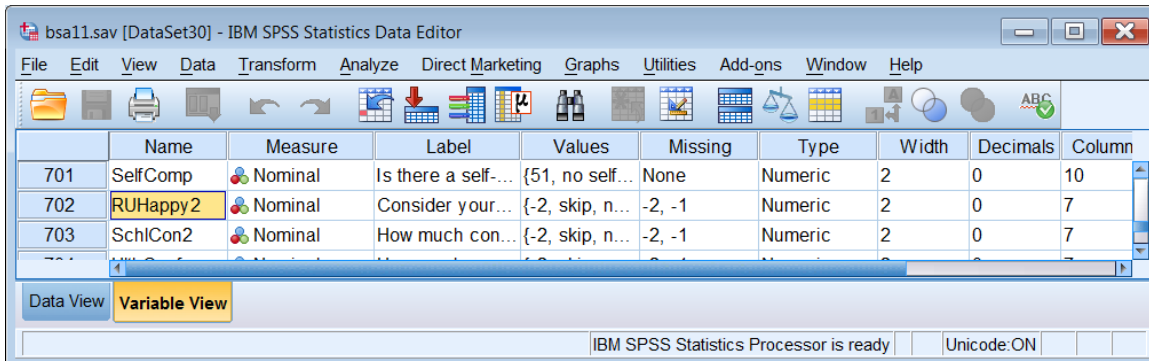 bsa11.sav [DataSet30] - IBM SPSS Statistics Data Editor
File Edit View Data Transform Analyze Direct Marketing Graphs Utilities Add-ons Window Help
Name Measure Label Values Missing Type Width Decimals Column
701 SelfComp Nominal Is there a self-... {51, no self... None Numeric 2 0 10
702 RUHappy2 Nominal Consider your... {-2, skip, n... -2, -1 Numeric 2 0 7
703 SchlCon2 Nominal How much con... {-2, skip, n... -2, -1 Numeric 2 0 7
Data View Variable View
IBM SPSS Statistics Processor is ready Unicode:ON